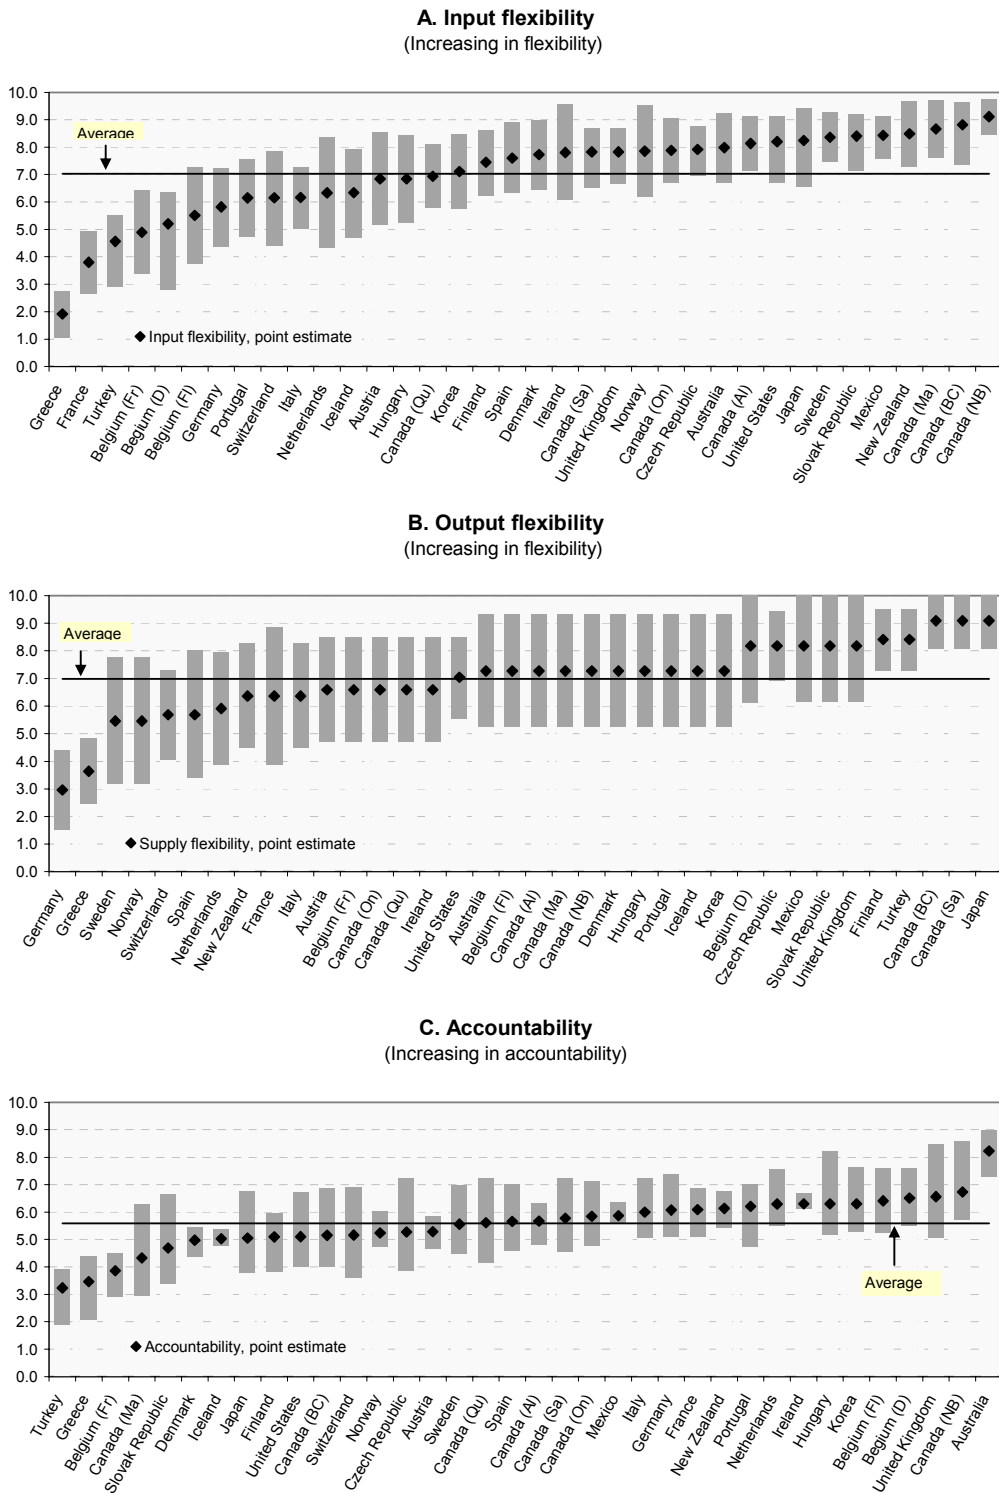 A. Input flexibility
(Increasing in flexibility)
10.0
9.0
8.0
7.0
6.0
5.0
4.0
3.0
2.0
1.0
0.0
Average
Input flexibility, point estimate
Greece
France
Turkey
Belgium (Fr)
Begium (D)
Belgium (Fl)
Germany
Portugal
Switzerland
Italy
Netherlands
Iceland
Austria
Hungary
Canada (Qu)
Korea
Finland
Spain
Denmark
Ireland
Canada (Sa)
United Kingdom
Norway
Canada (On)
Czech Republic
Australia
Canada (Al)
United States
Japan
Sweden
Slovak Republic
Mexico
New Zealand
Canada (Ma)
Canada (BC)
Canada (NB)
B. Output flexibility
(Increasing in flexibility)
10.0
9.0
8.0
7.0
6.0
5.0
4.0
3.0
2.0
1.0
0.0
Average
Supply flexibility, point estimate
Germany
Greece
Sweden
Norway
Switzerland
Spain
Netherlands
New Zealand
France
Italy
Austria
Belgium (Fr)
Canada (On)
Canada (Qu)
Ireland
United States
Australia
Belgium (Fl)
Canada (Al)
Canada (Ma)
Canada (NB)
Denmark
Hungary
Portugal
Iceland
Korea
Begium (D)
Czech Republic
Mexico
Slovak Republic
United Kingdom
Finland
Turkey
Canada (BC)
Canada (Sa)
Japan
C. Accountability
(Increasing in accountability)
10.0
9.0
8.0
7.0
6.0
5.0
4.0
3.0
2.0
1.0
0.0
Average
Accountability, point estimate
Turkey
Greece
Belgium (Fr)
Canada (Ma)
Slovak Republic
Denmark
Iceland
Japan
Finland
United States
Canada (BC)
Switzerland
Norway
Czech Republic
Austria
Sweden
Canada (Qu)
Spain
Canada (Al)
Canada (Sa)
Canada (On)
Mexico
Italy
Germany
France
New Zealand
Portugal
Netherlands
Ireland
Hungary
Korea
Belgium (Fl)
Begium (D)
United Kingdom
Canada (NB)
Australia